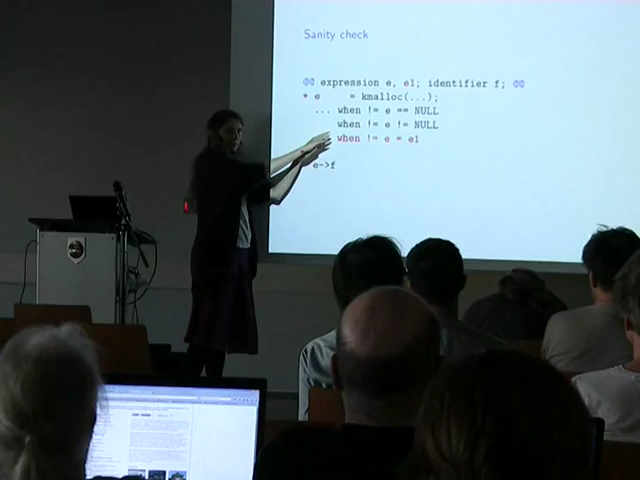 Sanity check
@@ expression e, e1; identifier f; @@
* e = kmalloc(...);
... when != e == NULL
when != e != NULL
when != e = e1
e->f